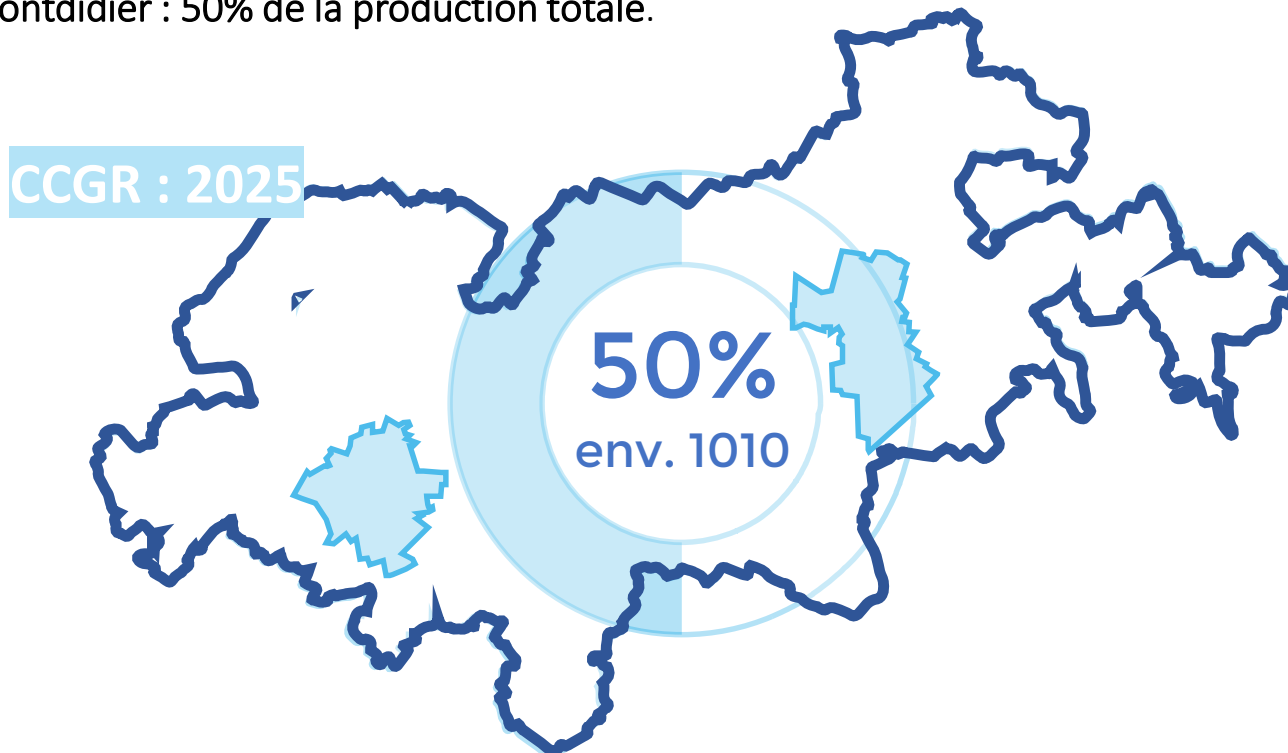 ontdidier : 50% de la production totale.
CCGR : 2025
50%
env. 1010